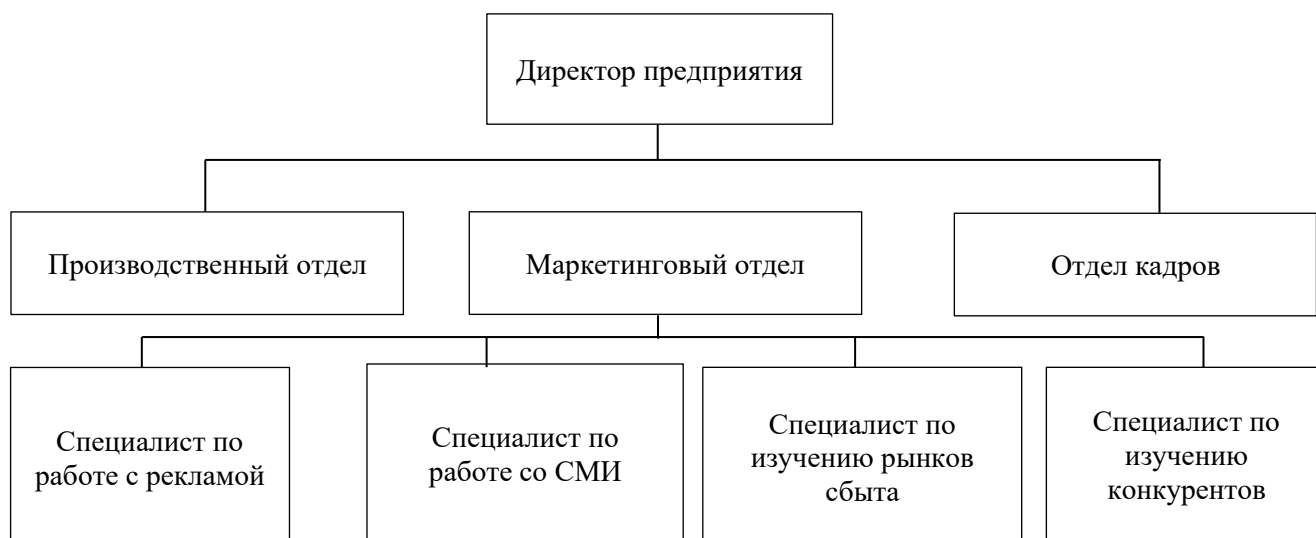 Директор предприятия
Производственный отдел
Маркетинговый отдел
Отдел кадров
Специалист по
работе с рекламой
Специалист по
работе со СМИ
Специалист по
изучению рынков
сбыта
Специалист по
изучению
конкурентов